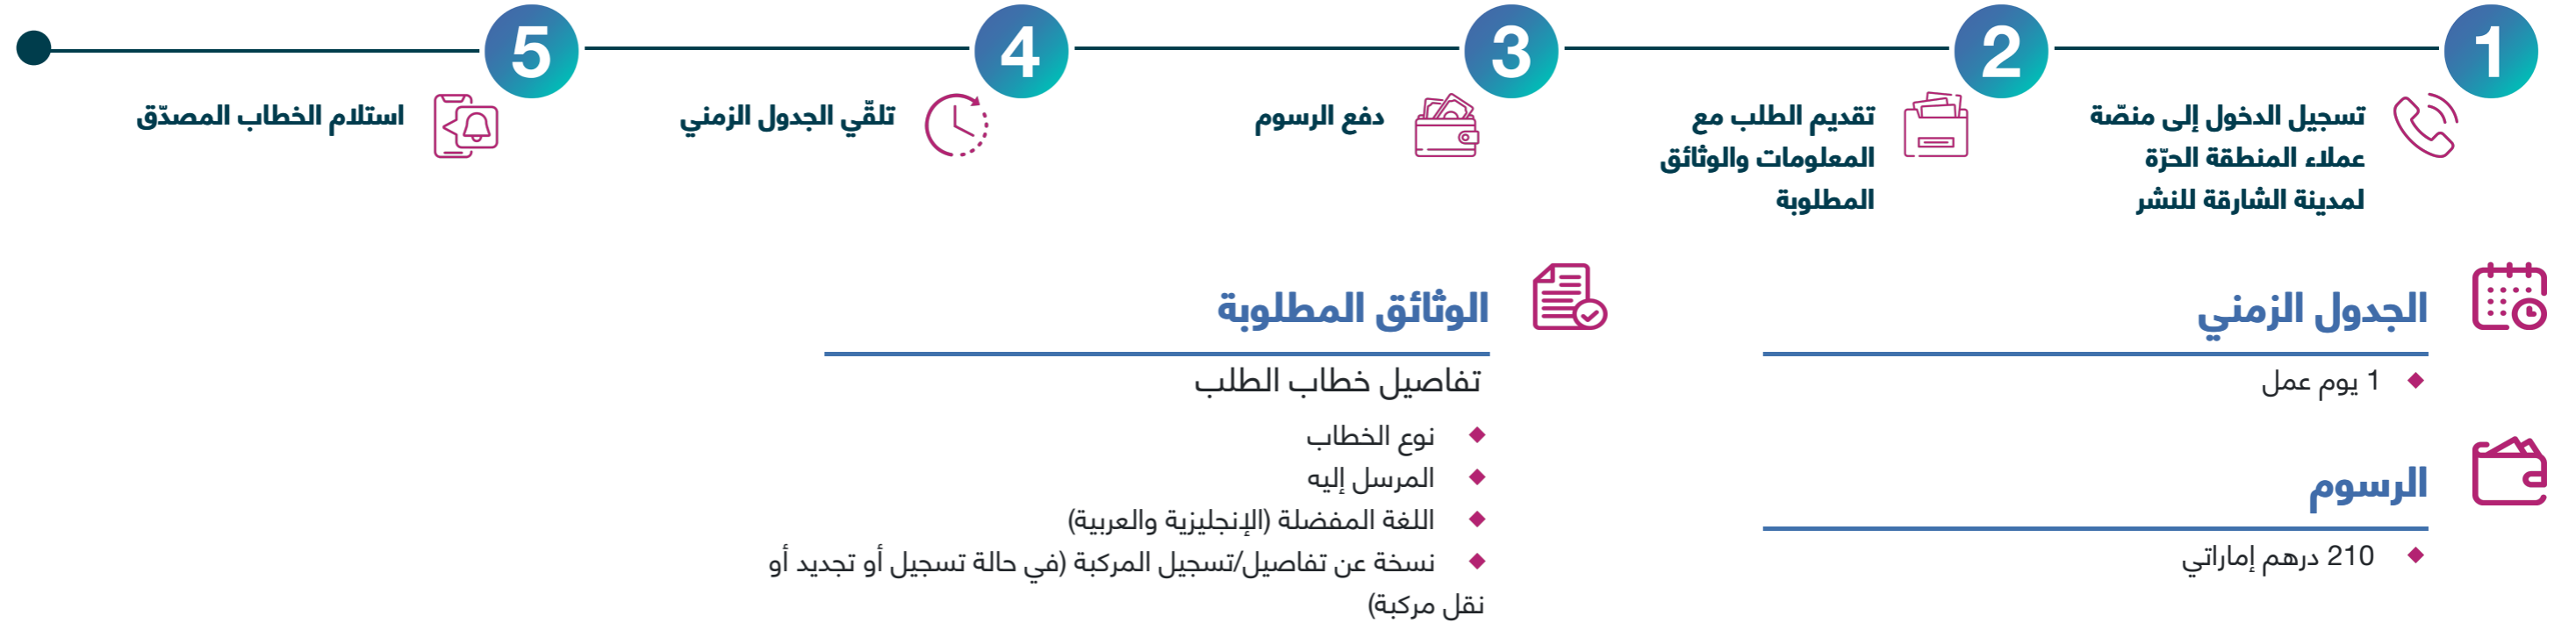 1
تسجيل الدخول إلى منصّة
عملاء المنطقة الحرّة
لمدينة الشارقة للنشر
2
تقديم الطلب مع
المعلومات والوثائق
المطلوبة
3
دفع الرسوم
4
تلقّي الجدول الزمني
5
استلام الخطاب المصدّق
الجدول الزمني
1 يوم عمل
الرسوم
210 درهم إماراتي
الوثائق المطلوبة
تفاصيل خطاب الطلب
نوع الخطاب
المرسل إليه
اللغة المفضلة (الإنجليزية والعربية)
نسخة عن تفاصيل/تسجيل المركبة (في حالة تسجيل أو تجديد أو
نقل مركبة)